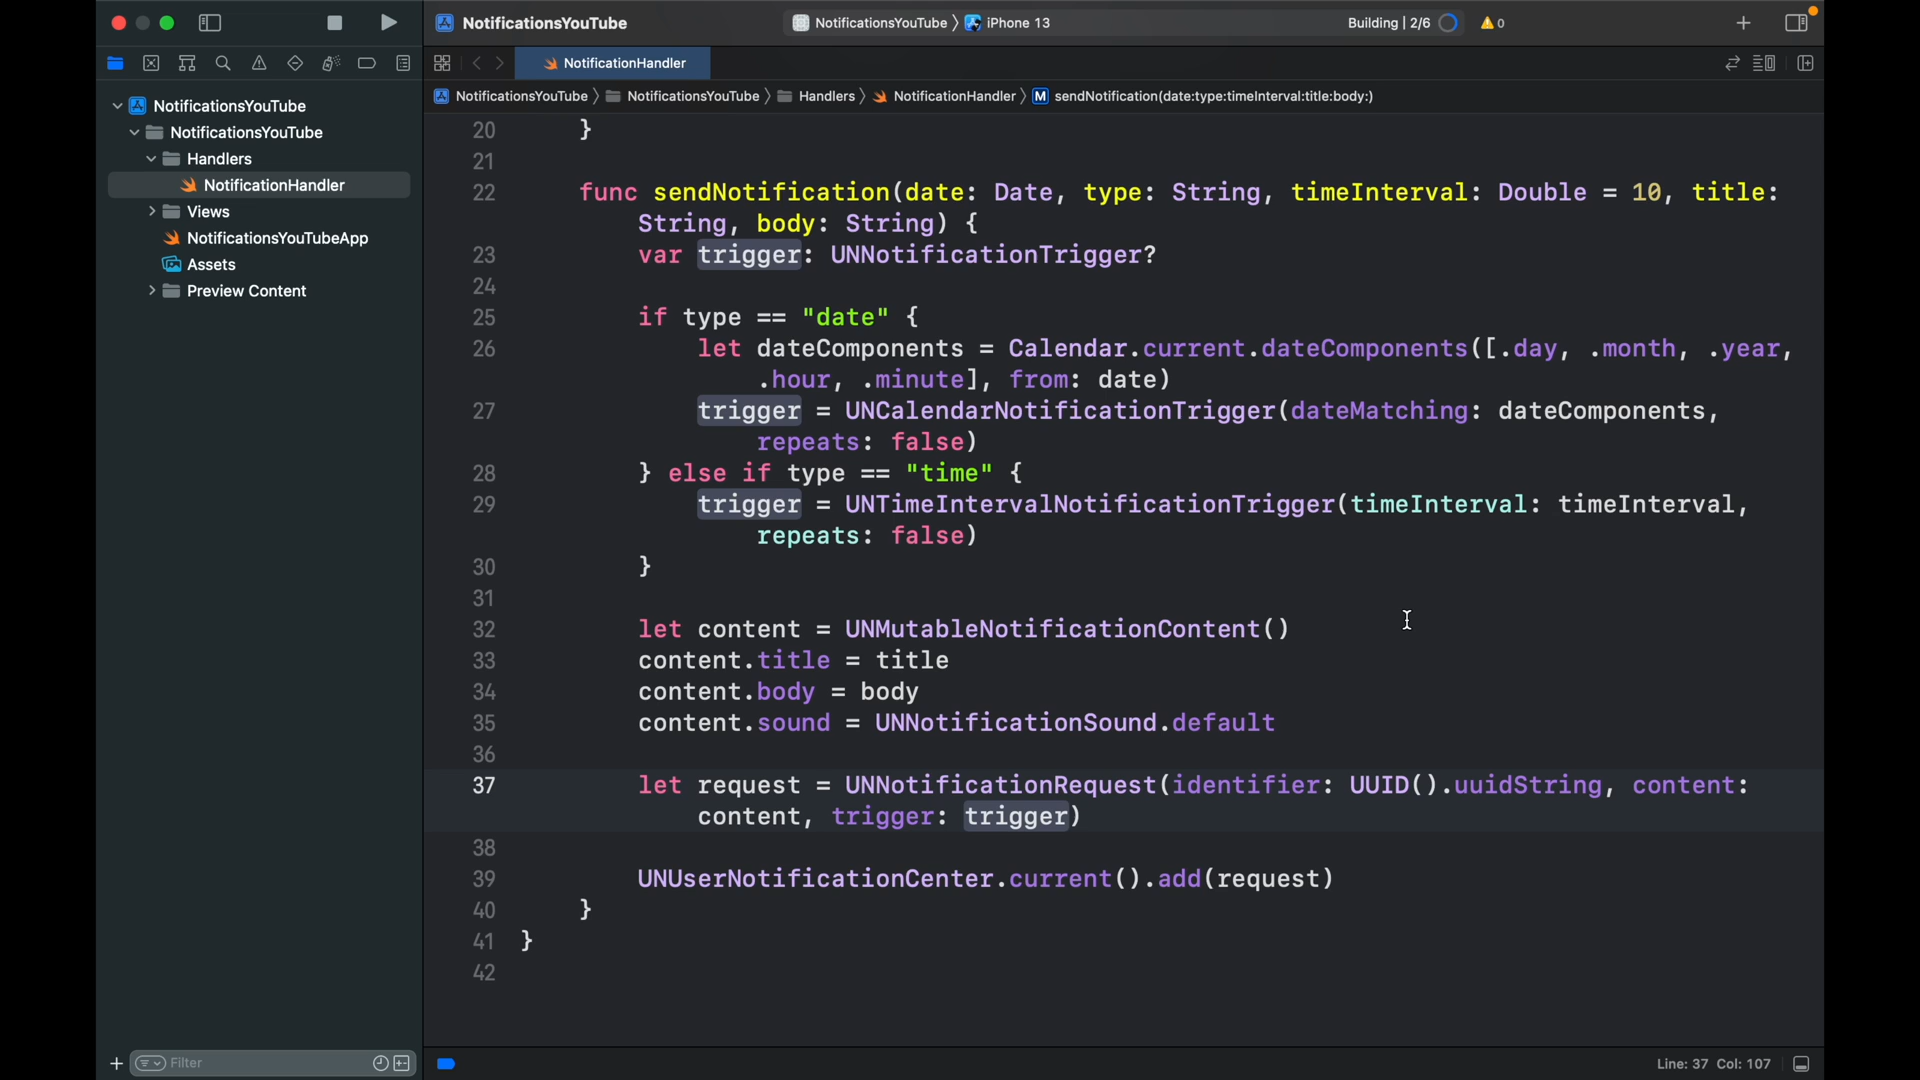 NotificationsYouTube
NotificationsYouTube
iPhone 13
Building | 2/6
0
NotificationHandler
NotificationsYouTube
NotificationsYouTube
Handlers
NotificationHandler
M sendNotification(date:type:timeInterval:title:body:)
NotificationsYouTube
NotificationsYouTube
Handlers
NotificationHandler
Views
NotificationsYouTubeApp
Assets
Preview Content
20 }
21
22 func sendNotification(date: Date, type: String, timeInterval: Double = 10, title:
String, body: String) {
23 var trigger: UNNotificationTrigger?
24
25 if type == "date" {
26 let dateComponents = Calendar.current.dateComponents([.day, .month, .year,
.hour, .minute], from: date)
27 trigger = UNCalendarNotificationTrigger(dateMatching: dateComponents,
repeats: false)
28 } else if type == "time" {
29 trigger = UNTimeIntervalNotificationTrigger(timeInterval: timeInterval,
repeats: false)
30 }
31
32 let content = UNMutableNotificationContent()
33 content.title = title
34 content.body = body
35 content.sound = UNNotificationSound.default
36
37 let request = UNNotificationRequest(identifier: UUID().uuidString, content:
content, trigger: trigger)
38
39 UNUserNotificationCenter.current().add(request)
40 }
41 }
42
Filter
Line: 37 Col: 107